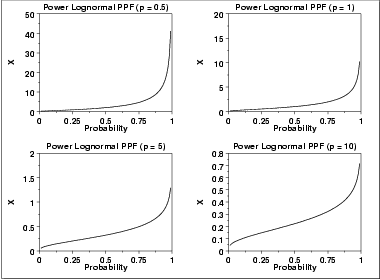 Power Lognormal PPF (p = 0.5)
50
40
30
20
10
0
X
0 0.25 0.5 0.75 1
Probability
Power Lognormal PPF (p = 1)
20
15
10
5
0
X
0 0.25 0.5 0.75 1
Probability
Power Lognormal PPF (p = 5)
2
1.5
1
0.5
0
X
0 0.25 0.5 0.75 1
Probability
Power Lognormal PPF (p = 10)
0.8
0.7
0.6
0.5
0.4
0.3
0.2
0.1
0
X
0 0.25 0.5 0.75 1
Probability